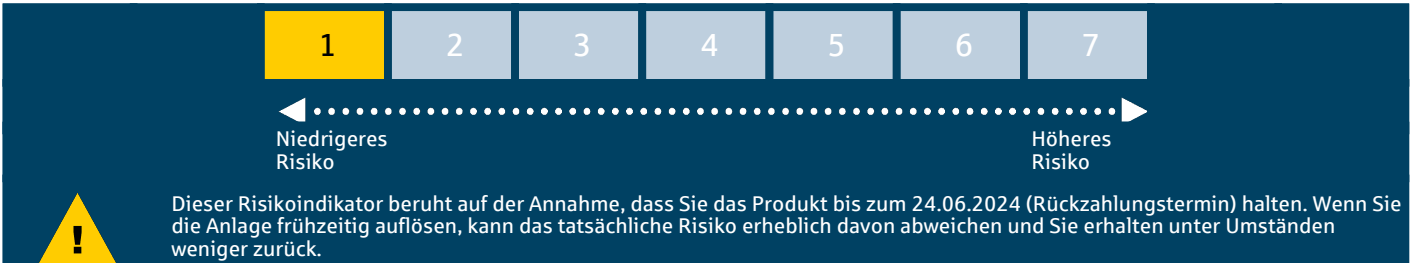 1 2 3 4 5 6 7
Niedrigeres Höheres
Risiko Risiko
Dieser Risikoindikator beruht auf der Annahme, dass Sie das Produkt bis zum 24.06.2024 (Rückzahlungstermin) halten. Wenn Sie
die Anlage frühzeitig auflösen, kann das tatsächliche Risiko erheblich davon abweichen und Sie erhalten unter Umständen
weniger zurück.
!